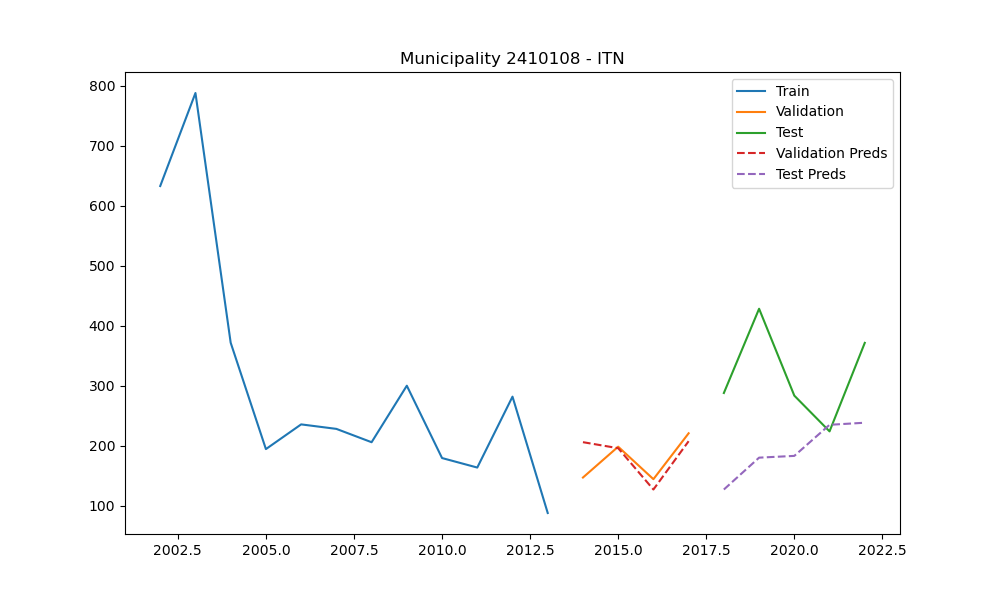 Municipality 2410108 - ITN
800
700
600
500
400
300
200
100
Train
Validation
Test
Validation Preds
Test Preds
2002.5 2005.0 2007.5 2010.0 2012.5 2015.0 2017.5 2020.0 2022.5